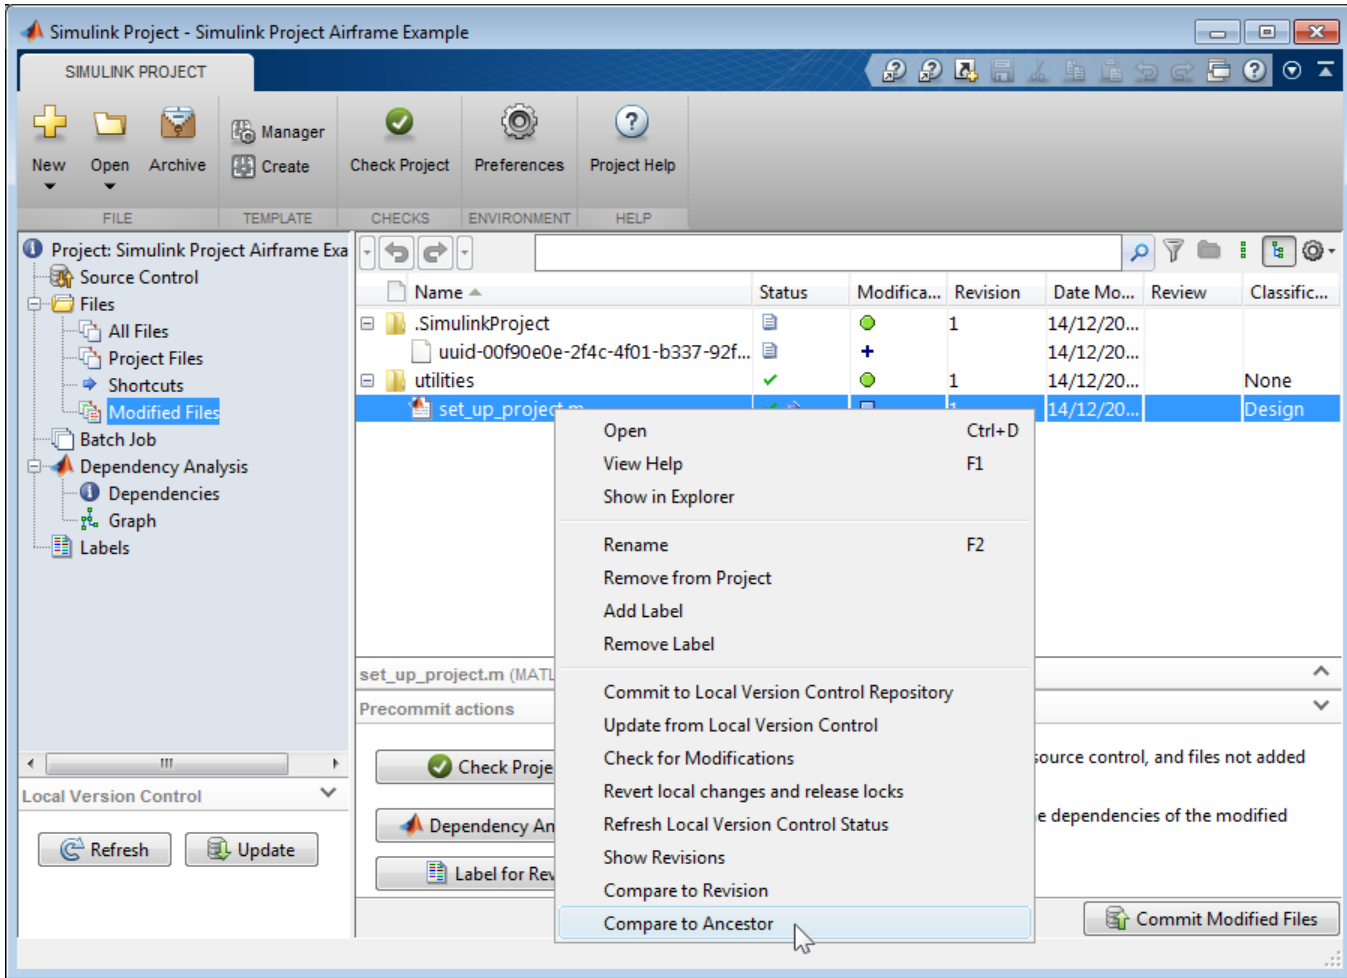 Simulink Project - Simulink Project Airframe Example
SIMULINK PROJECT
New
Open
Archive
Manager
Create
Check Project
Preferences
Project Help
FILE
TEMPLATE
CHECKS
ENVIRONMENT
HELP
Project: Simulink Project Airframe Exa
Source Control
Files
All Files
Project Files
Shortcuts
Modified Files
Batch Job
Dependency Analysis
Dependencies
Graph
Labels
Local Version Control
Refresh
Update
Name Status Modifica... Revision Date Mo... Review Classific...
.SimulinkProject 1 14/12/20...
uuid-00f90e0e-2f4c-4f01-b337-92f... 14/12/20...
utilities 1 14/12/20... None
set_up_project.m 1 14/12/20... Design
Open Ctrl+D
View Help F1
Show in Explorer
Rename F2
Remove from Project
Add Label
Remove Label
Commit to Local Version Control Repository
Update from Local Version Control
Check for Modifications
Revert local changes and release locks
Refresh Local Version Control Status
Show Revisions
Compare to Revision
Compare to Ancestor
set_up_project.m (MATL
Precommit actions
Check Proje
source control, and files not added
Dependency An
e dependencies of the modified
Label for Rev
Commit Modified Files